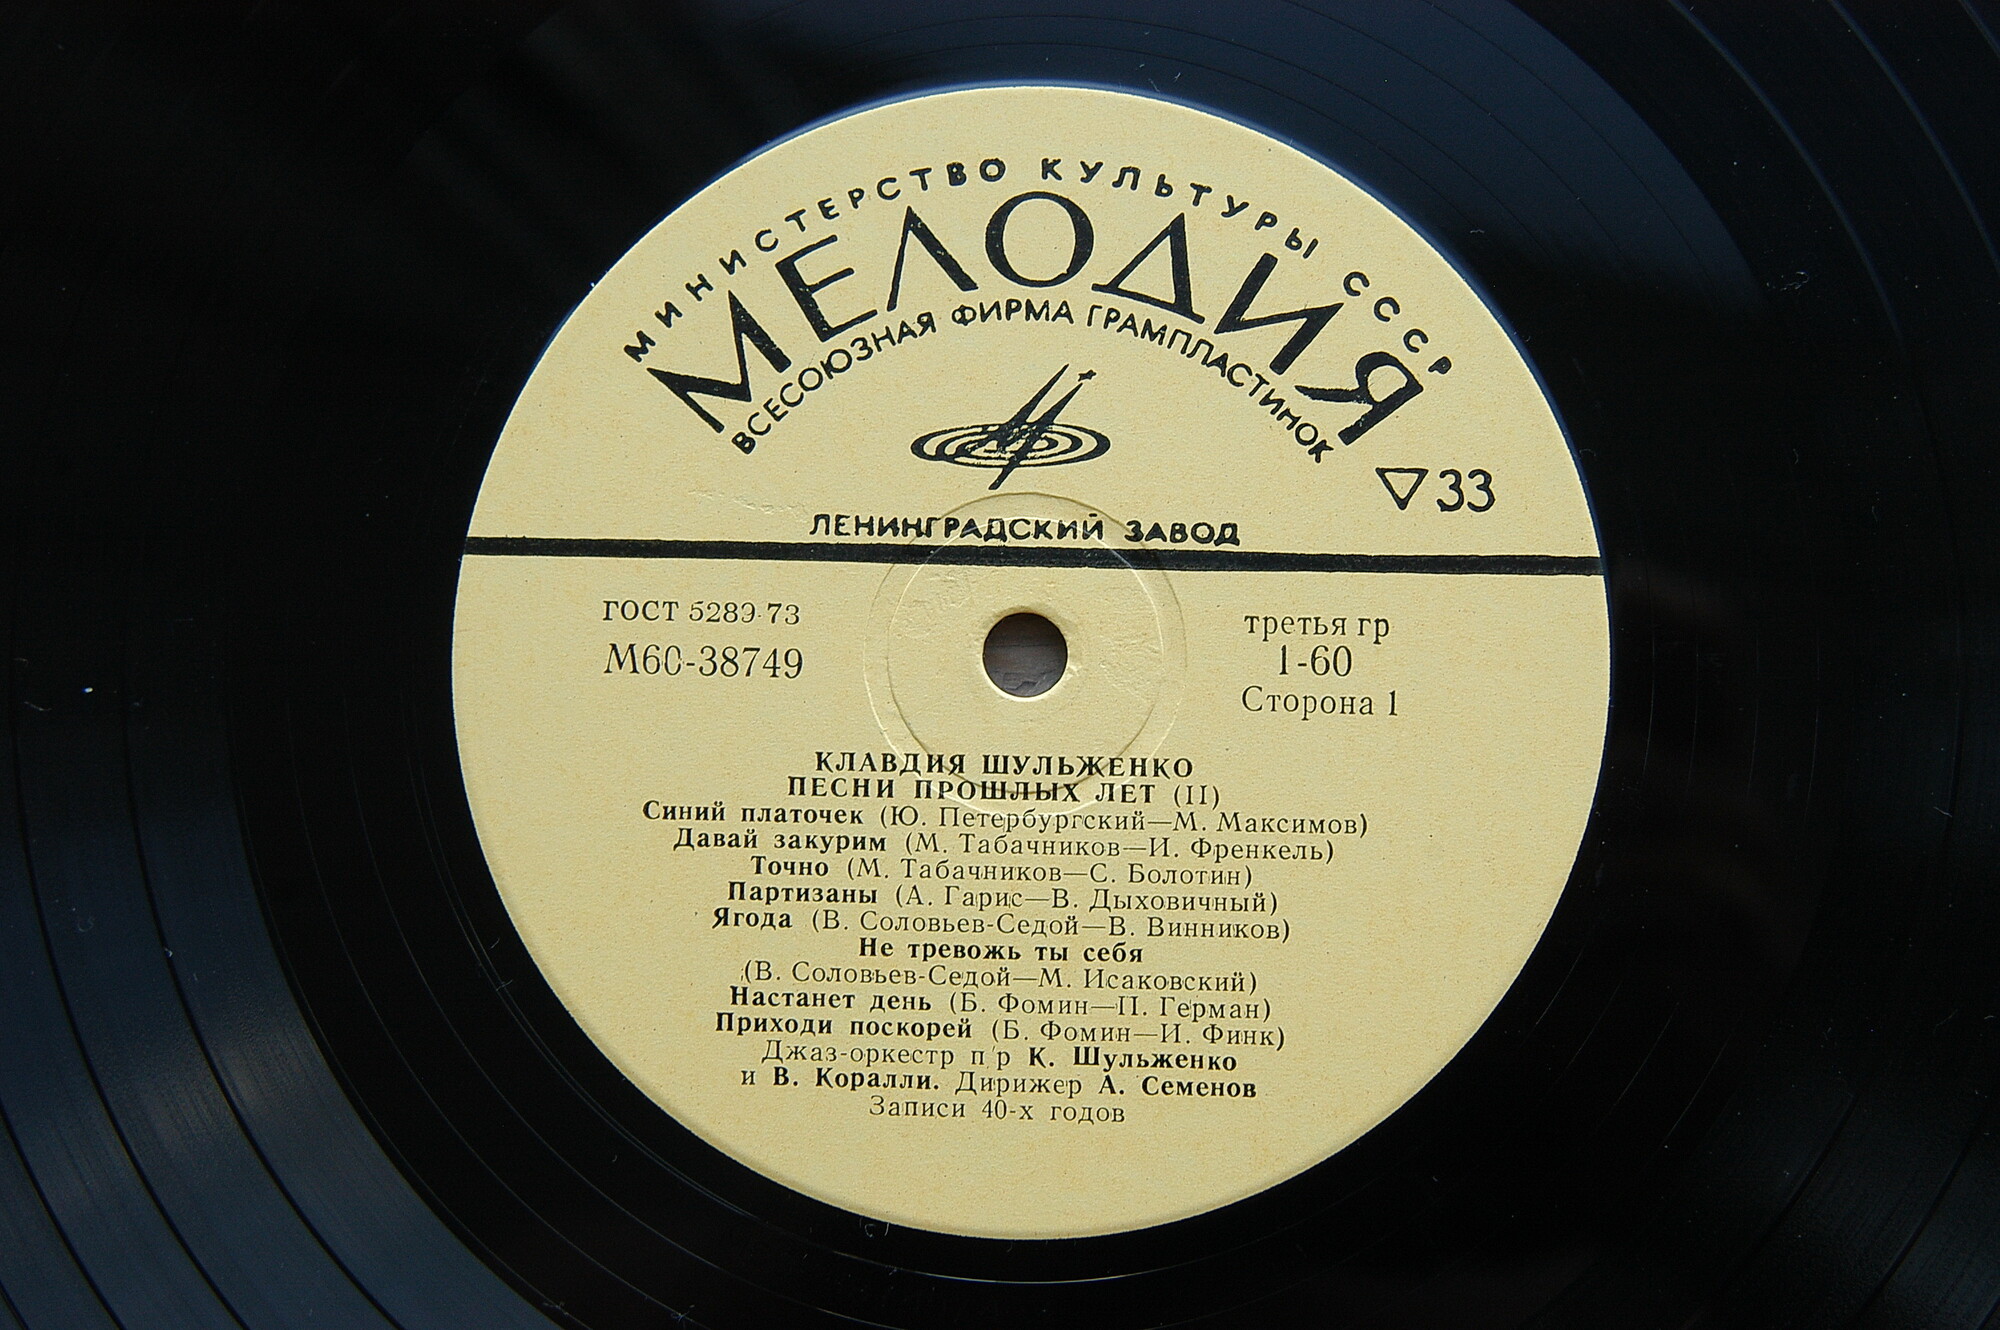 МИНИСТЕРСТВО КУЛЬТУРЫ СССР
МЕЛОДИЯ
ВСЕСОЮЗНАЯ ФИРМА ГРАМПЛАСТИНОК
33
ЛЕНИНГРАДСКИЙ ЗАВОД
ГОСТ 5289-73
М60-38749
третья гр
1-60
Сторона 1
КЛАВДИЯ ШУЛЬЖЕНКО
ПЕСНИ ПРОШЛЫХ ЛЕТ (II)
Синий платочек (Ю. Петербургский—М. Максимов)
Давай закурим (М. Табачников—И. Френкель)
Точно (М. Табачников—С. Болотин)
Партизаны (А. Гарис—В. Дыховичный)
Ягода (В. Соловьев-Седой—В. Винников)
Не тревожь ты себя
(В. Соловьев-Седой—М. Исаковский)
Настанет день (Б. Фомин—П. Герман)
Приходи поскорей (Б. Фомин—И. Финк)
Джаз-оркестр п/р К. Шульженко
и В. Коралли. Дирижер А. Семенов
Записи 40-х годов